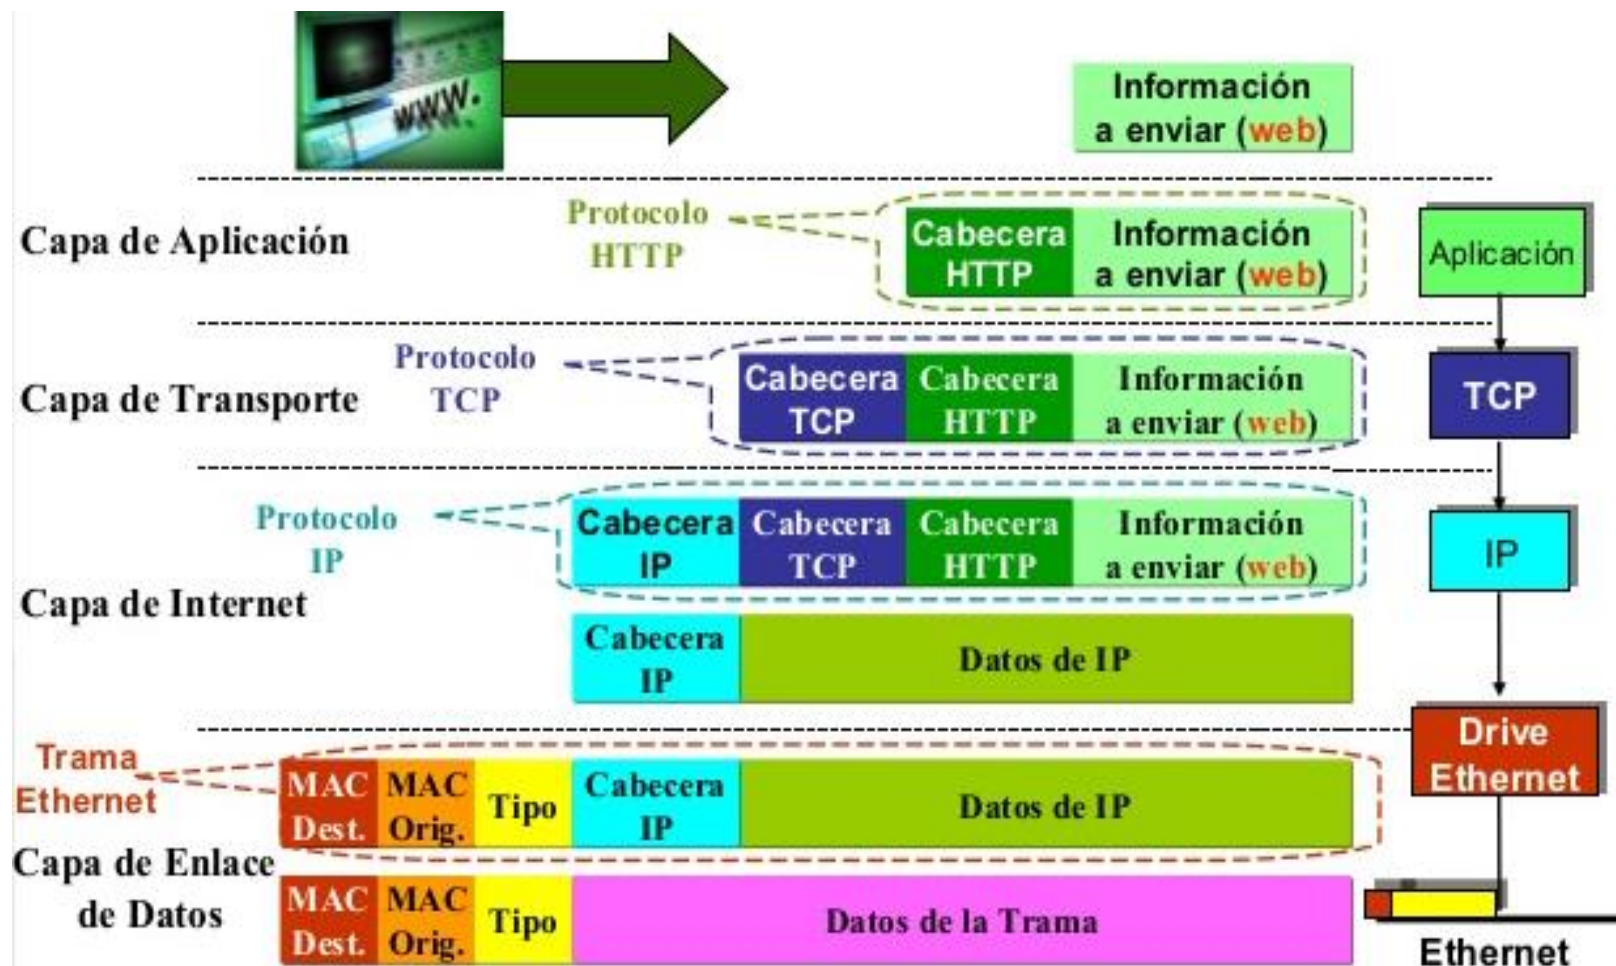 www.
Información
a enviar (web)
Protocolo
HTTP
Capa de Aplicación
Cabecera
HTTP
Información
a enviar (web)
Aplicación
Protocolo
TCP
Capa de Transporte
Cabecera
TCP
Cabecera
HTTP
Información
a enviar (web)
TCP
Protocolo
IP
Capa de Internet
Cabecera
IP
Cabecera
TCP
Cabecera
HTTP
Información
a enviar (web)
IP
Cabecera
IP
Datos de IP
Trama
Ethernet
MAC
Dest.
MAC
Orig.
Tipo
Cabecera
IP
Datos de IP
Drive
Ethernet
Capa de Enlace
de Datos
MAC
Dest.
MAC
Orig.
Tipo
Datos de la Trama
Ethernet